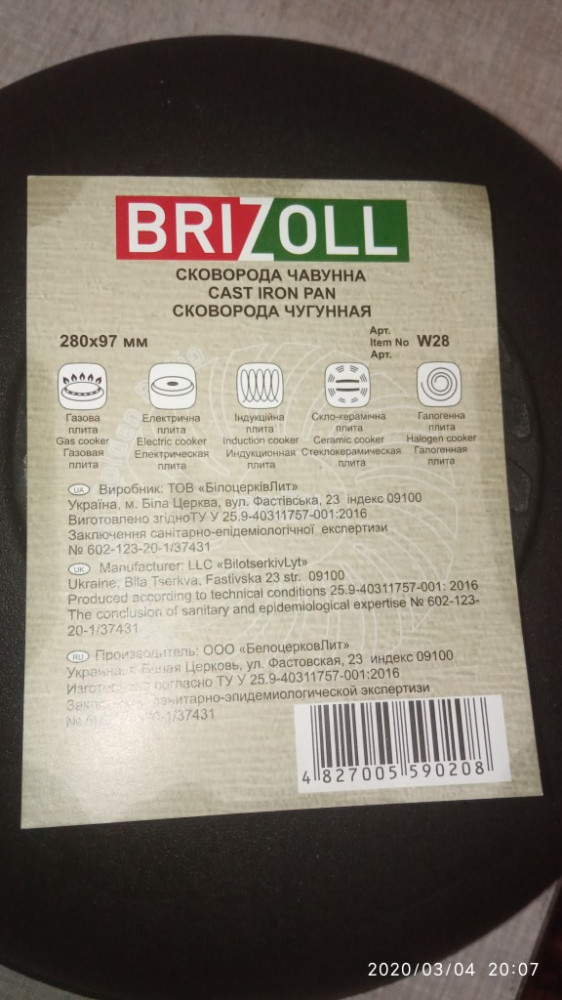 BRIZOLL
СКОВОРОДА ЧАВУННА
CAST IRON PAN
СКОВОРОДА ЧУГУННАЯ
280x97 мм
Арт.
Item No W28
Арт.
Газова плита
Gas cooker
Газовая плита
Електрична плита
Electric cooker
Електрическая плита
Індукційна плита
Induction cooker
Индукционная плита
Скло-керамічна плита
Ceramic cooker
Стеклокерамическая плита
Галогенна плита
Halogen cooker
Галогенная плита
UA Виробник: ТОВ «БілоцерківЛит»
Україна, м. Біла Церква, вул. Фастівська, 23 індекс 09100
Виготовлено згідноТУ У 25.9-40311757-001:2016
Заключення санітарно-епідеміологічної експертизи
№ 602-123-20-1/37431
UK Manufacturer: LLC «BilotserkivLyt»
Ukraine, Bila Tserkva, Fastivska 23 str. 09100
Produced according to technical conditions 25.9-40311757-001: 2016
The conclusion of sanitary and epidemiological expertise № 602-123-
20-1/37431
RU Производитель: ООО «БелоцерковЛит»
Белая Церковь, ул. Фастовская, 23 индекс 09100
согласно ТУ У 25.9-40311757-001:2016
санитарно-эпидемиологической экспертизи
20-1/37431
4 827005 590208
2020/03/04 20:07